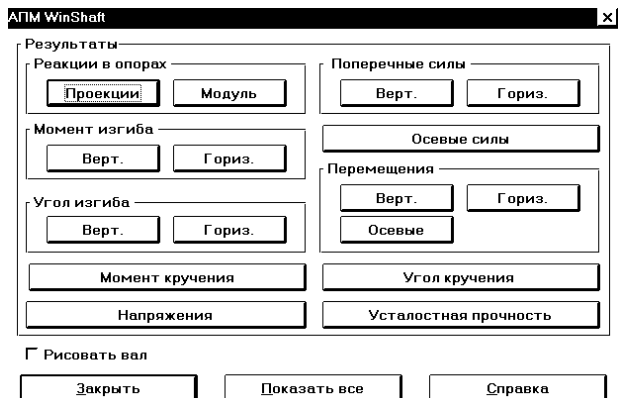 АПМ WinShaft
Результаты
Реакции в опорах
Проекции Модуль
Поперечные силы
Верт. Гориз.
Момент изгиба
Верт. Гориз.
Осевые силы
Перемещения
Верт. Гориз.
Осевые
Угол изгиба
Верт. Гориз.
Момент кручения Угол кручения
Напряжения Усталостная прочность
Рисовать вал
Закрыть Показать все Справка